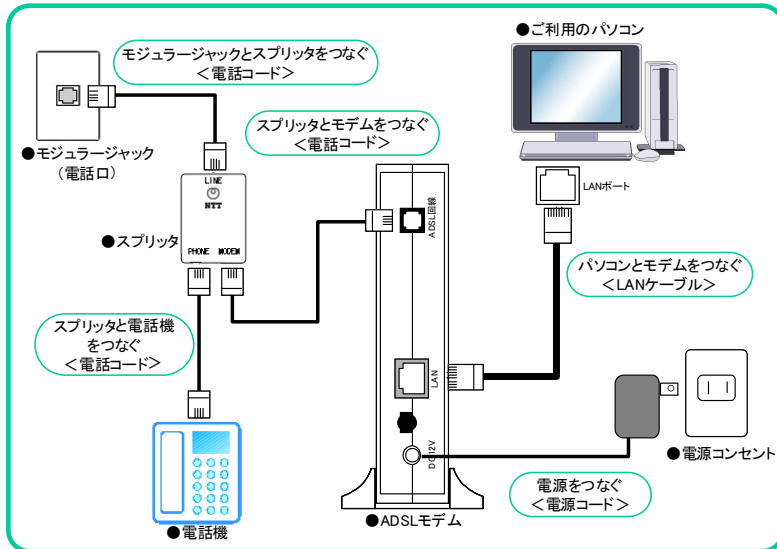 モジュラージャックとスプリッタをつなぐ
＜電話コード＞
●ご利用のパソコン
スプリッタとモデムをつなぐ
＜電話コード＞
●モジュラージャック
（電話口）
LINE
NTT
●スプリッタ
PHONE MODEM
ADSL回線
LANポート
パソコンとモデムをつなぐ
＜LANケーブル＞
スプリッタと電話機
をつなぐ
＜電話コード＞
LAN
DC12V
●電源コンセント
電源をつなぐ
＜電源コード＞
●ADSLモデム
●電話機